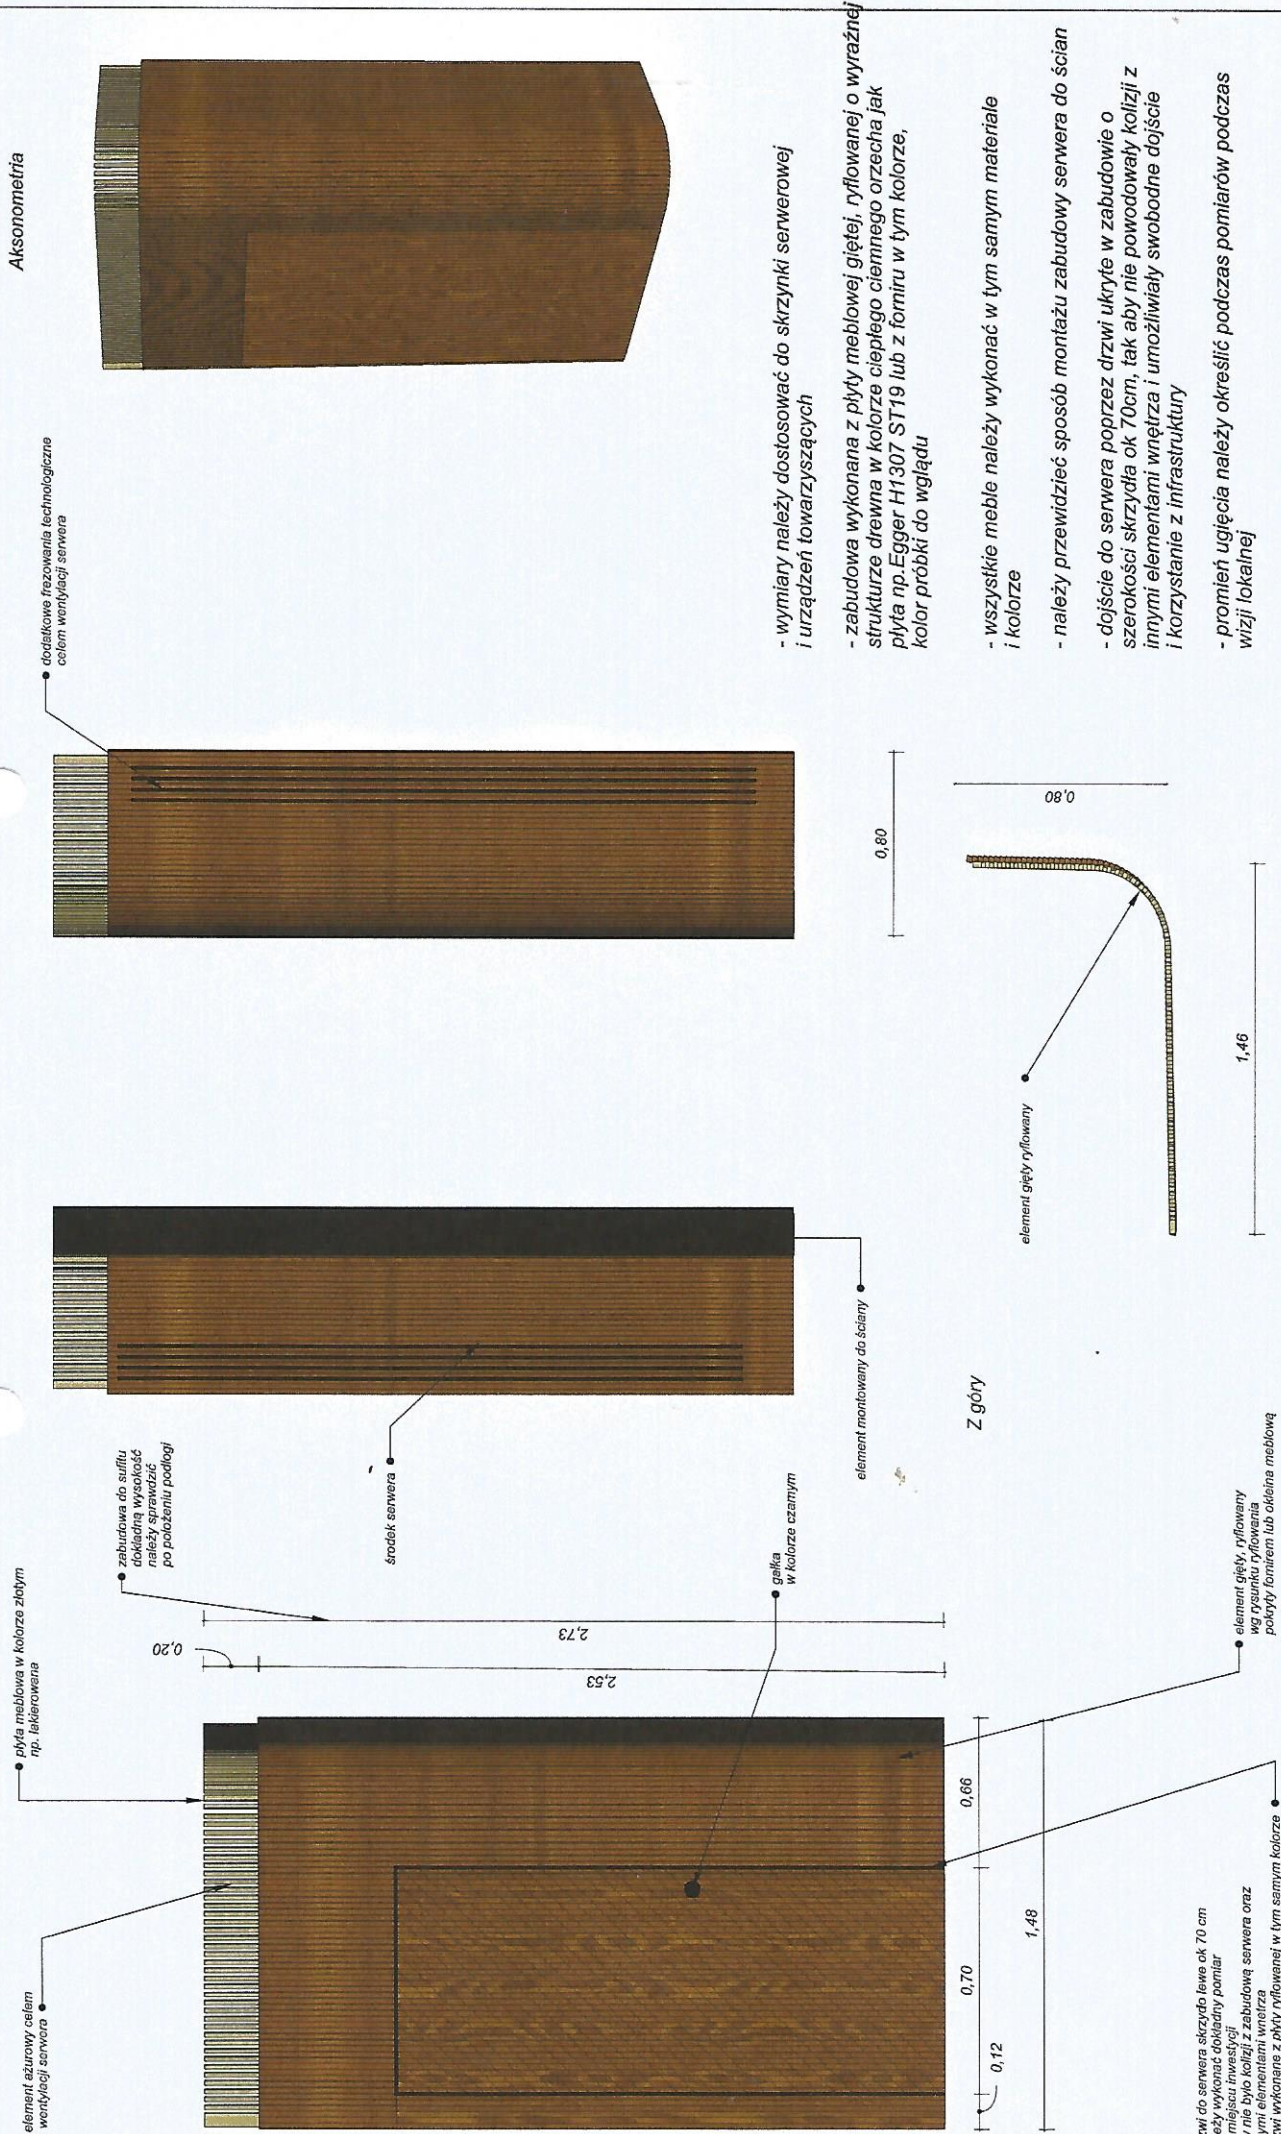 element ażurowy celem
wentylacji serwera
płyta meblowa w kolorze złotym
np. lakierowana
zabudowa do sufitu
dokładną wysokość
należy sprawdzić
po położeniu podłogi
0,20
2,73
2,53
środek serwera
gałka
w kolorze czarnym
element montowany do ściany
dodatkowe frezowania technologiczne
celem wentylacji serwera
Aksonometria
0,66
0,70
0,12
1,48
element gięty, ryflowany
wg rysunku ryflowania
pokryty fornirem lub okleina meblową
do serwera skrzydło lewe ok 70 cm
wykonać dokładny pomiar
miejscu inwestycji
nie było kolizji z zabudową serwera oraz
elementami wnętrza
wykonane z płyty ryflowanej w tym samym kolorze
0,80
Z góry
element gięty ryflowany
0,80
1,46
- wymiary należy dostosować do skrzynki serwerowej
i urządzeń towarzyszących
- zabudowa wykonana z płyty meblowej giętej, ryflowanej o wyraźnej
strukturze drewna w kolorze ciepłego ciemnego orzecha jak
płyta np.Egger H1307 ST19 lub z forniru w tym kolorze,
kolor próbki do wglądu
- wszystkie meble należy wykonać w tym samym materiale
i kolorze
- należy przewidzieć sposób montażu zabudowy serwera do ścian
- dojście do serwera poprzez drzwi ukryte w zabudowie o
szerokości skrzydła ok 70cm, tak aby nie powodowały kolizji z
innymi elementami wnętrza i umożliwiały swobodne dojście
i korzystanie z infrastruktury
- promień ugięcia należy określić podczas pomiarów podczas
wizji lokalnej